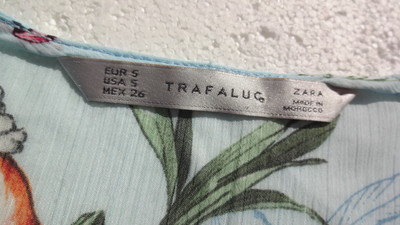 EUR S
USA S
MEX 26
TRAFALUC
ZARA
MADE IN
MOROCCO